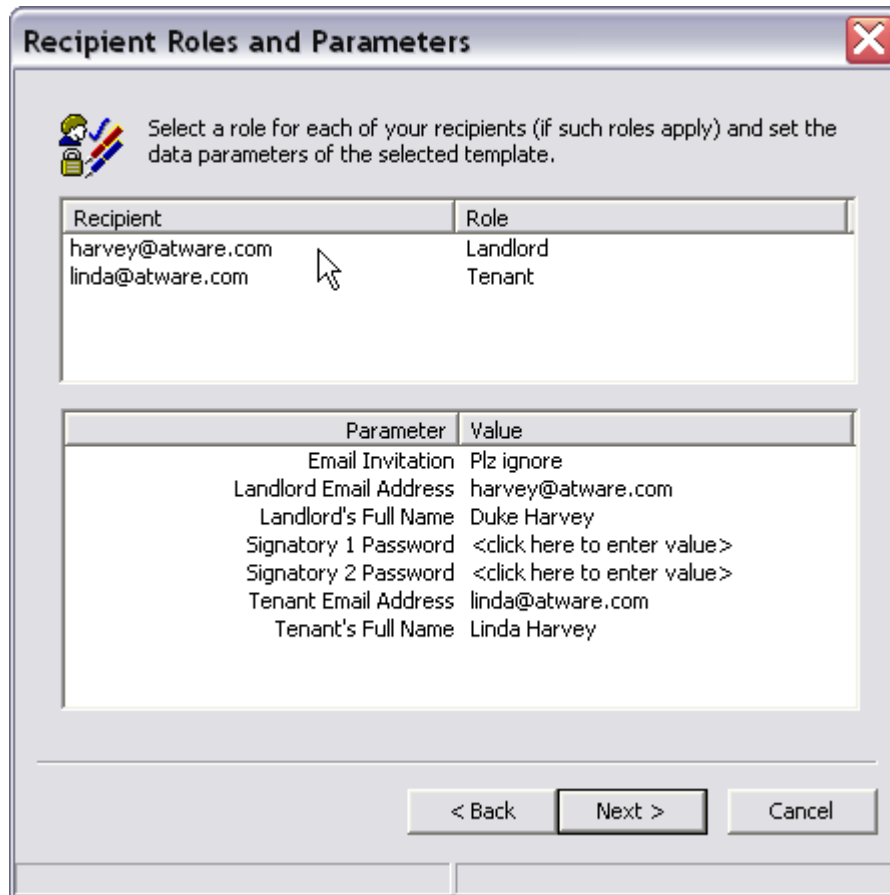 Recipient Roles and Parameters
Select a role for each of your recipients (if such roles apply) and set the
data parameters of the selected template.
Recipient Role
harvey@atware.com Landlord
linda@atware.com Tenant
Parameter Value
Email Invitation Plz ignore
Landlord Email Address harvey@atware.com
Landlord's Full Name Duke Harvey
Signatory 1 Password <click here to enter value>
Signatory 2 Password <click here to enter value>
Tenant Email Address linda@atware.com
Tenant's Full Name Linda Harvey
< Back Next > Cancel